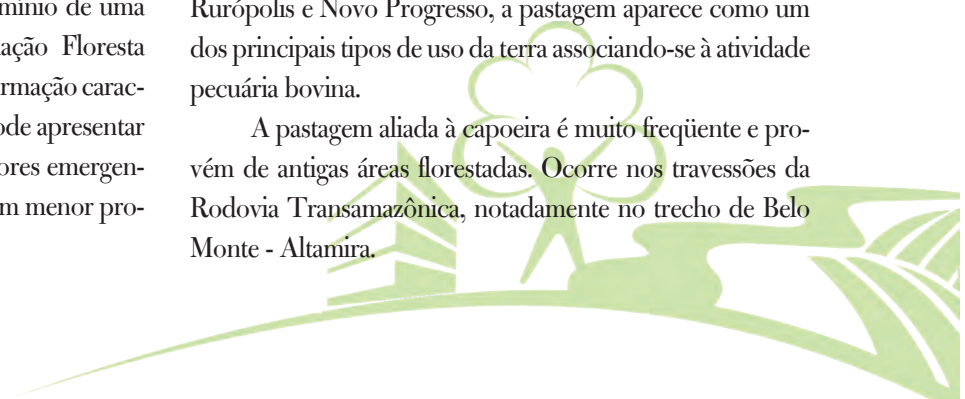 mínio de uma
ação Floresta
rmação carac-
ode apresentar
ores emergen-
m menor pro-
Rurópolis e Novo Progresso, a pastagem aparece como um
dos principais tipos de uso da terra associando-se à atividade
pecuária bovina.
A pastagem aliada à capoeira é muito freqüente e pro-
vém de antigas áreas florestadas. Ocorre nos travessões da
Rodovia Transamazônica, notadamente no trecho de Belo
Monte - Altamira.